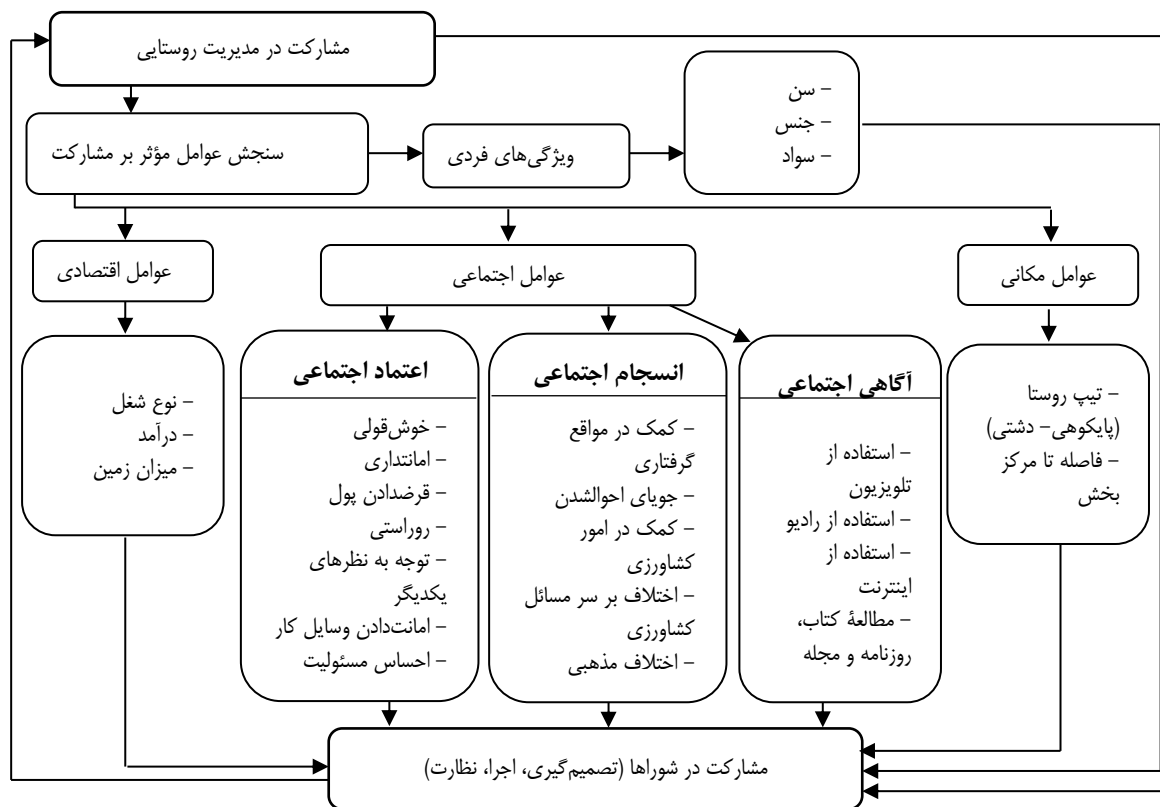 مشارکت در مدیریت روستایی
سنجش عوامل مؤثر بر مشارکت
ویژگی‌های فردی
– سن
– جنس
– سواد
عوامل مکانی
عوامل اجتماعی
عوامل اقتصادی
– تیپ روستا
(پایکوهی– دشتی)
– فاصله تا مرکز
بخش
آگاهی اجتماعی
– استفاده از
تلویزیون
– استفاده از رادیو
– استفاده از
اینترنت
– مطالعۀ کتاب،
روزنامه و مجله
انسجام اجتماعی
– کمک در مواقع
گرفتاری
– جویای احوالشدن
– کمک در امور
کشاورزی
– اختلاف بر سر مسائل
کشاورزی
– اختلاف مذهبی
اعتماد اجتماعی
– خوش‌قولی
– امانتداری
– قرضدادن پول
– روراستی
– توجه به نظرهای
یکدیگر
– امانت‌دادن وسایل کار
– احساس مسئولیت
– نوع شغل
– درآمد
– میزان زمین
مشارکت در شوراها (تصمیم‌گیری، اجرا، نظارت)